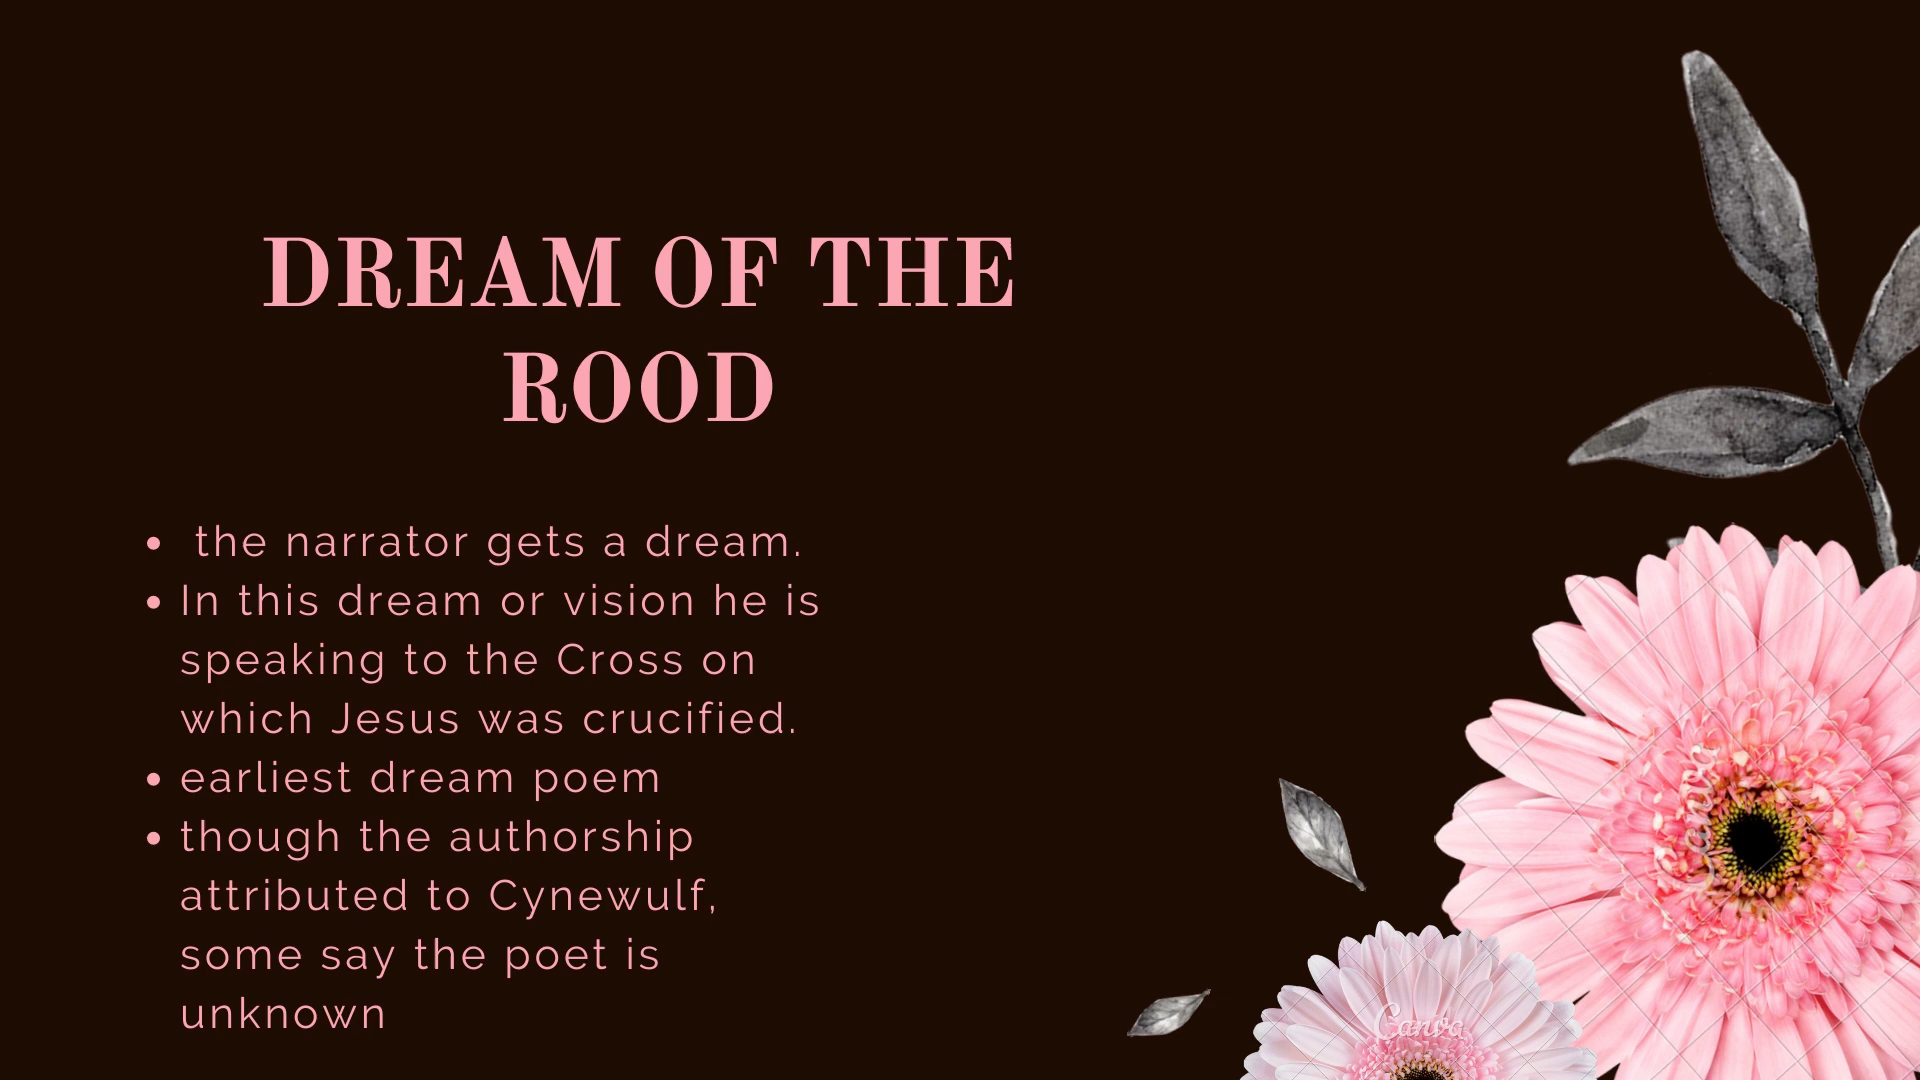 DREAM OF THE
ROOD
• the narrator gets a dream.
• In this dream or vision he is
speaking to the Cross on
which Jesus was crucified.
• earliest dream poem
• though the authorship
attributed to Cynewulf,
some say the poet is
unknown
Canva
Canva